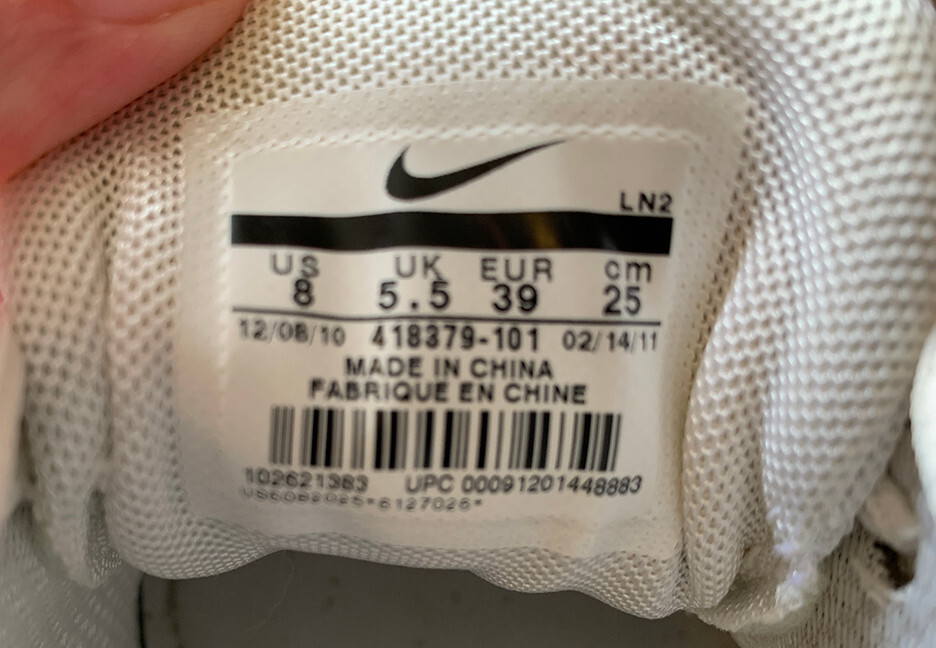 LN2
US UK EUR cm
8 5.5 39 25
12/08/10 418379-101 02/14/11
MADE IN CHINA
FABRIQUE EN CHINE
102621383 UPC 00091201448883